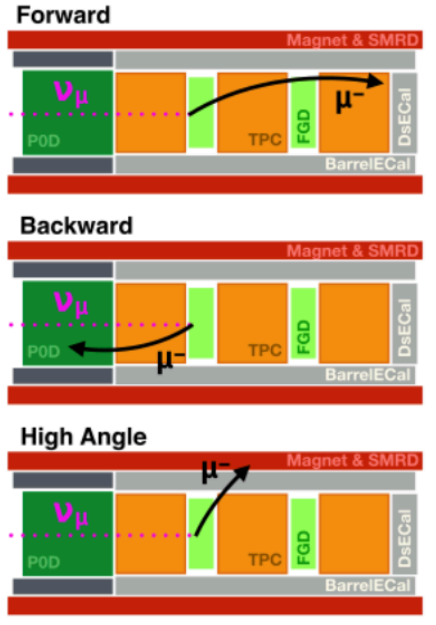 Forward
Magnet & SMRD
νμ
μ−
P0D
TPC
FGD
DsECal
BarrelECal
Backward
Magnet & SMRD
νμ
P0D
μ−
TPC
FGD
DsECal
BarrelECal
High Angle
μ−
Magnet & SMRD
νμ
P0D
TPC
FGD
DsECal
BarrelECal